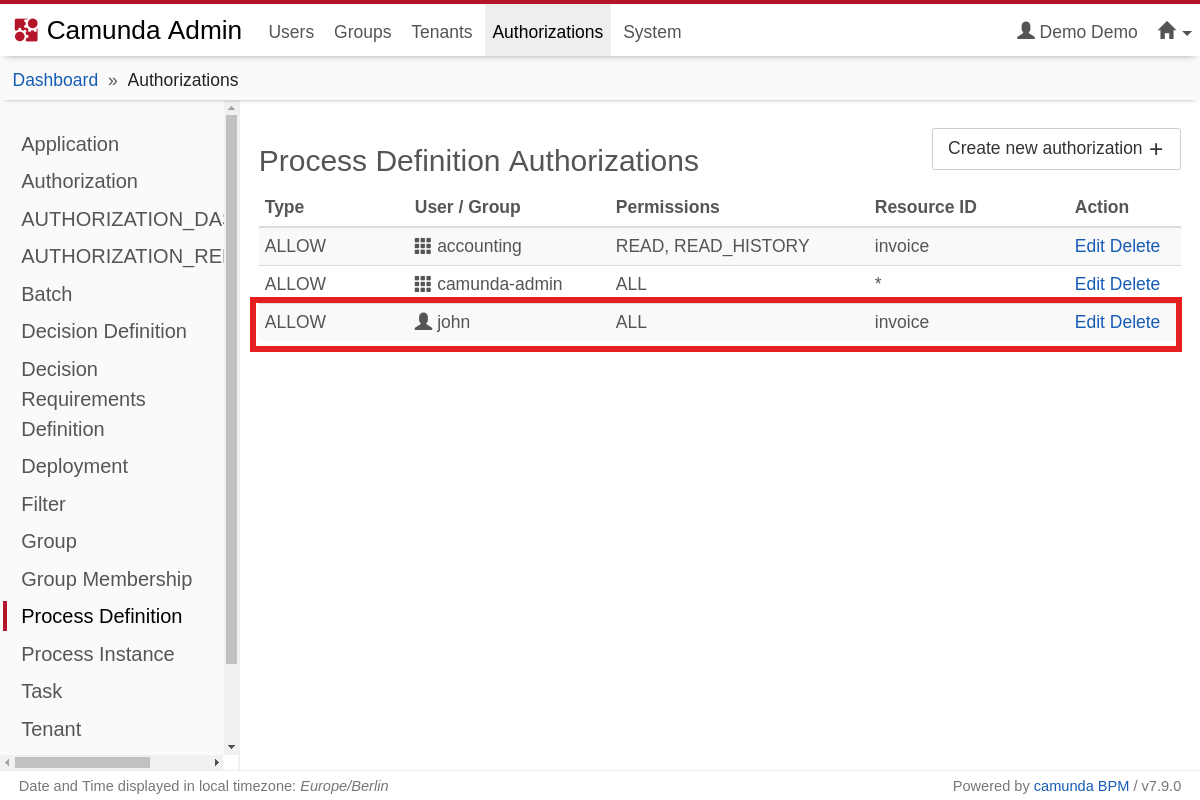 Camunda Admin Users Groups Tenants Authorizations System Demo Demo
Dashboard » Authorizations
Application
Authorization
AUTHORIZATION_DAS
AUTHORIZATION_RE
Batch
Decision Definition
Decision
Requirements
Definition
Deployment
Filter
Group
Group Membership
Process Definition
Process Instance
Task
Tenant
Process Definition Authorizations
Create new authorization +
Type User / Group Permissions Resource ID Action
ALLOW accounting READ, READ_HISTORY invoice Edit Delete
ALLOW camunda-admin ALL * Edit Delete
ALLOW john ALL invoice Edit Delete
Date and Time displayed in local timezone: Europe/Berlin
Powered by camunda BPM / v7.9.0